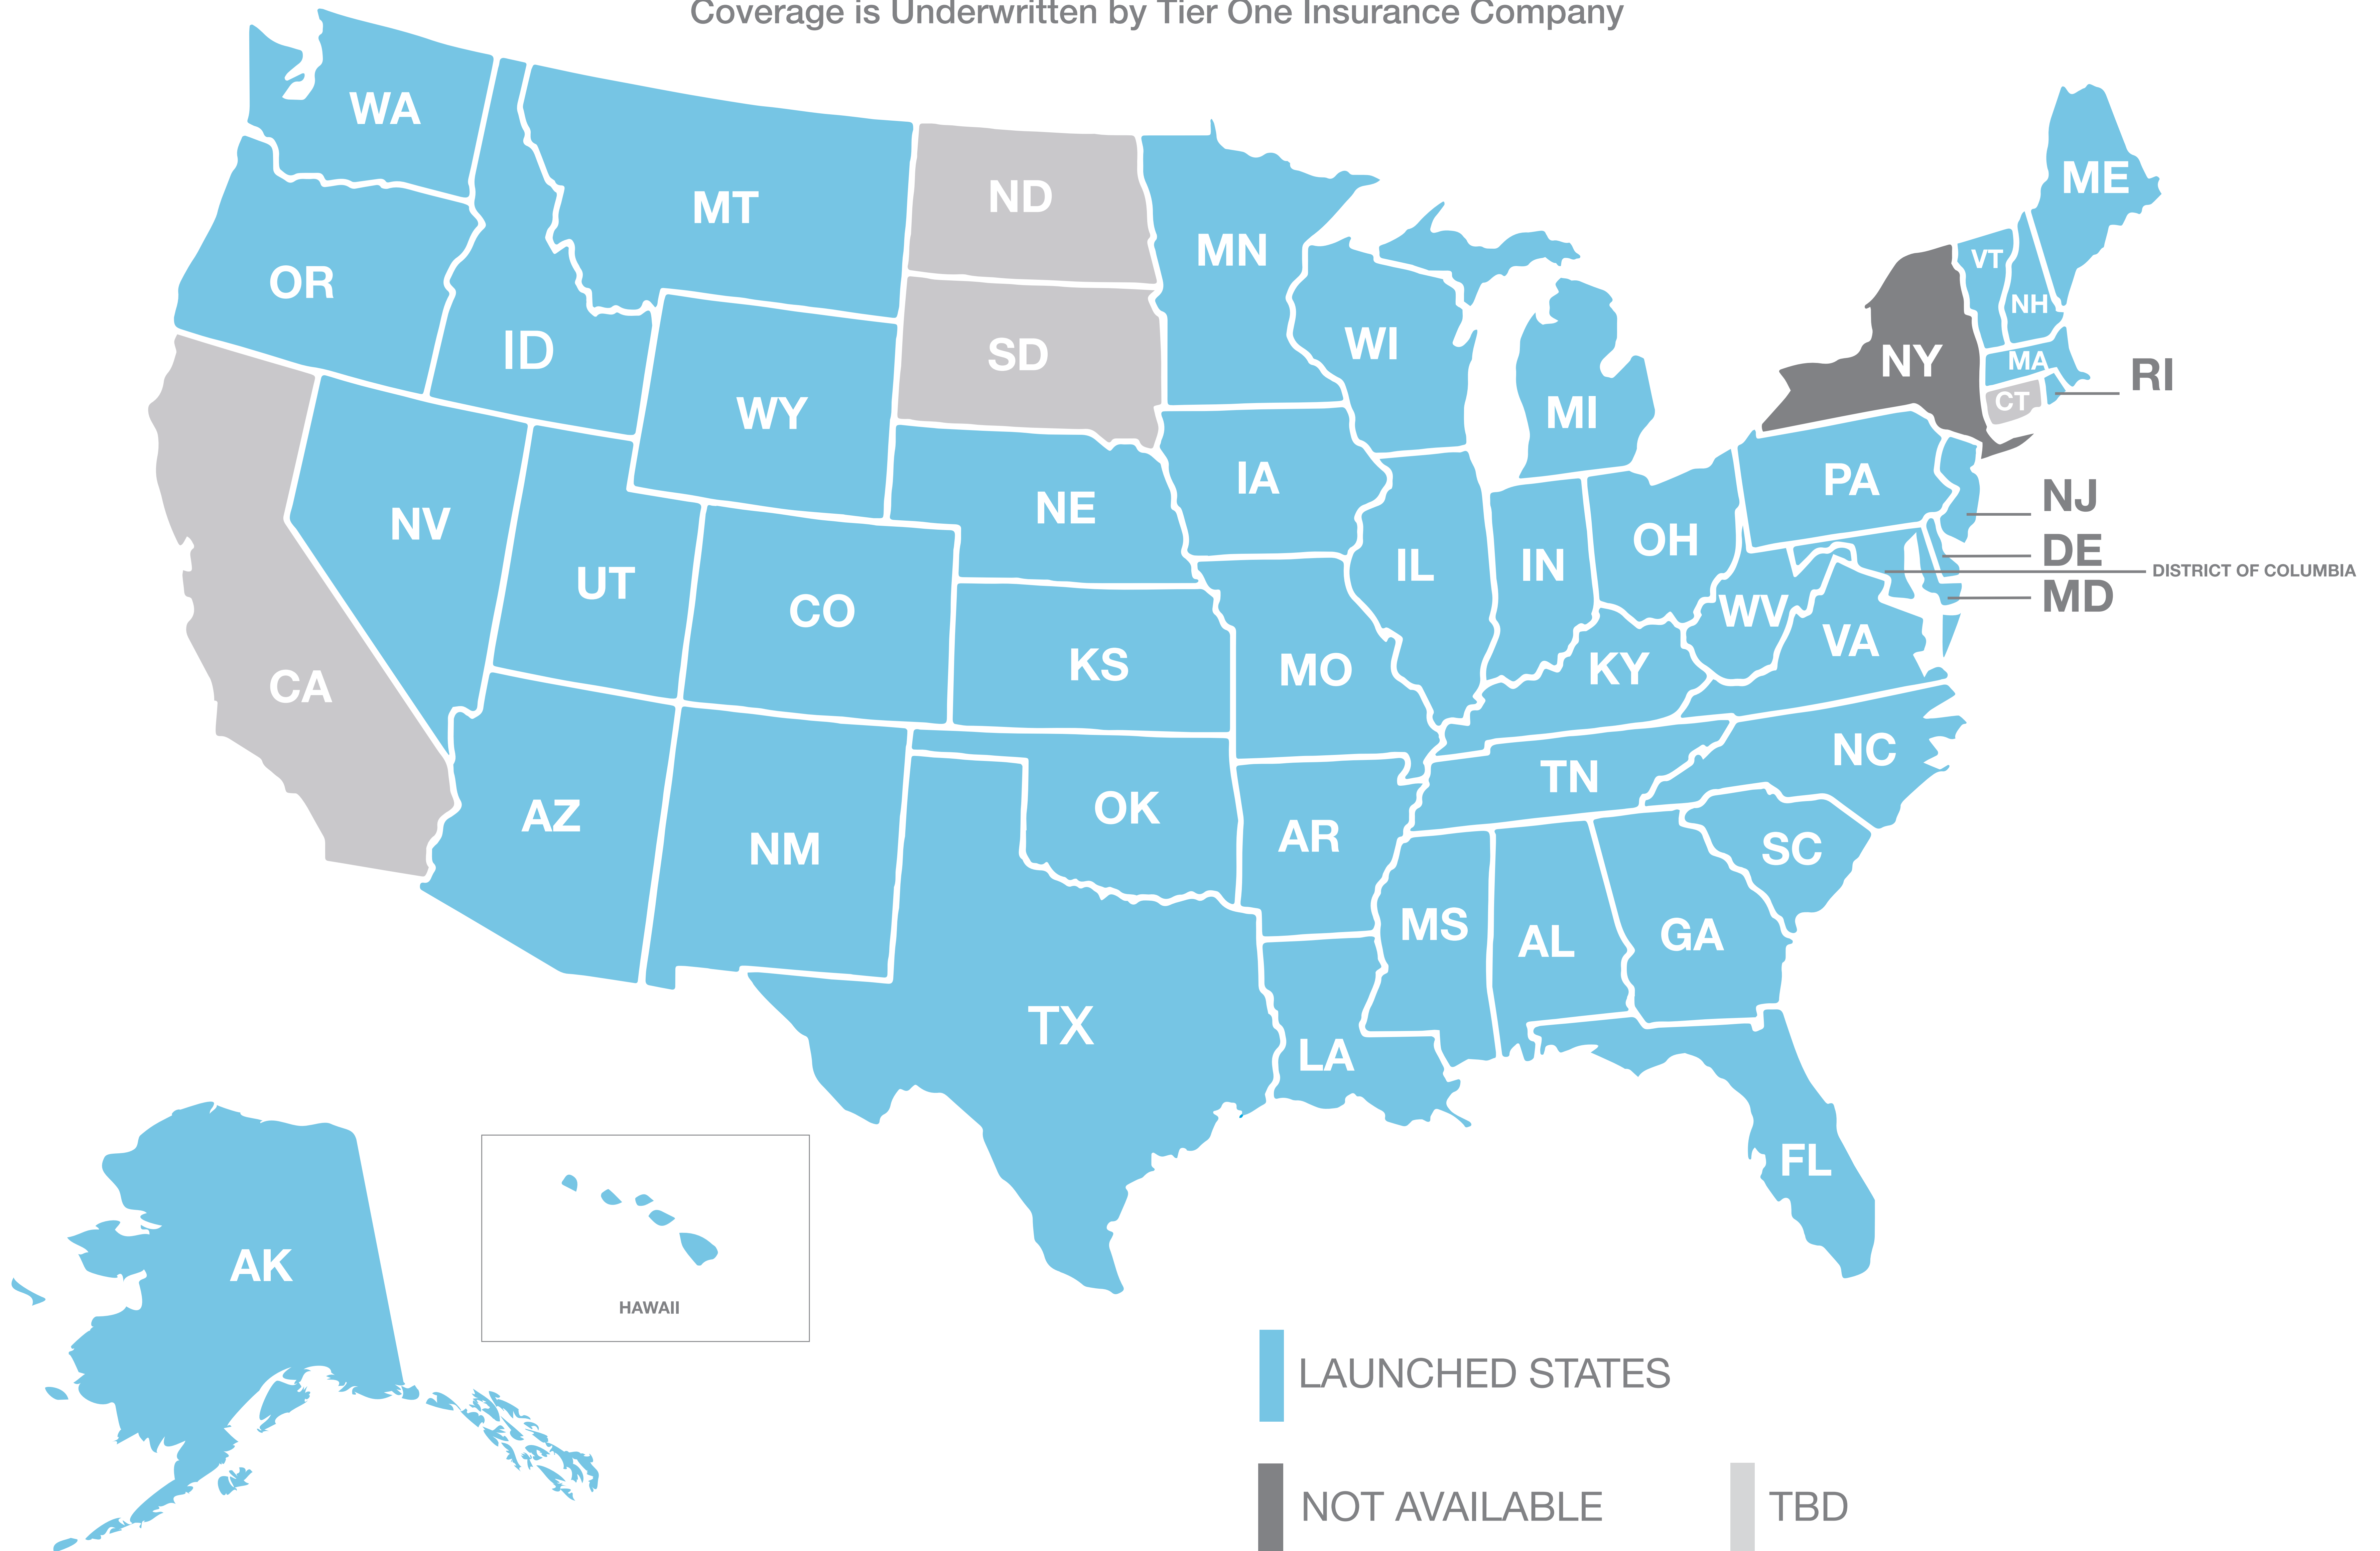 Coverage is Underwritten by Tier One Insurance Company
WA
MT
ND
MN
ME
OR
ID
SD
WI
VT
NH
WY
MI
NY
MA
RI
CT
NV
NE
IA
PA
NJ
UT
CO
IL
IN
OH
DE
DISTRICT OF COLUMBIA
MD
WV
VA
CA
KS
MO
KY
NC
AZ
NM
OK
AR
TN
SC
MS
AL
GA
TX
LA
FL
AK
HAWAII
LAUNCHED STATES
NOT AVAILABLE
TBD